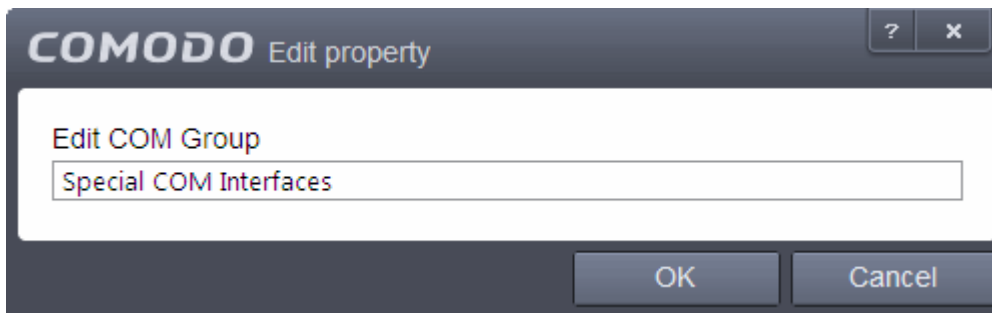 COMODO Edit property ? x
Edit COM Group
Special COM Interfaces
OK Cancel